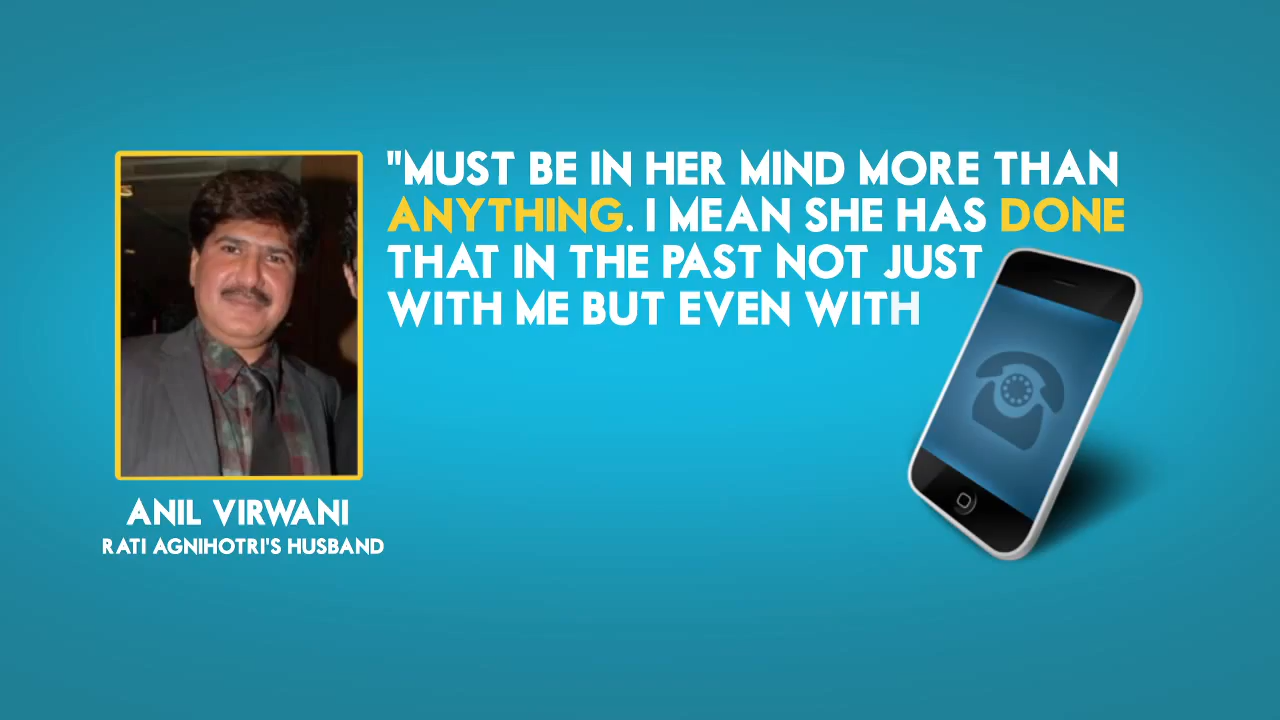 "MUST BE IN HER MIND MORE THAN
ANYTHING. I MEAN SHE HAS DONE
THAT IN THE PAST NOT JUST
WITH ME BUT EVEN WITH
ANIL VIRWANI
RATI AGNIHOTRI'S HUSBAND